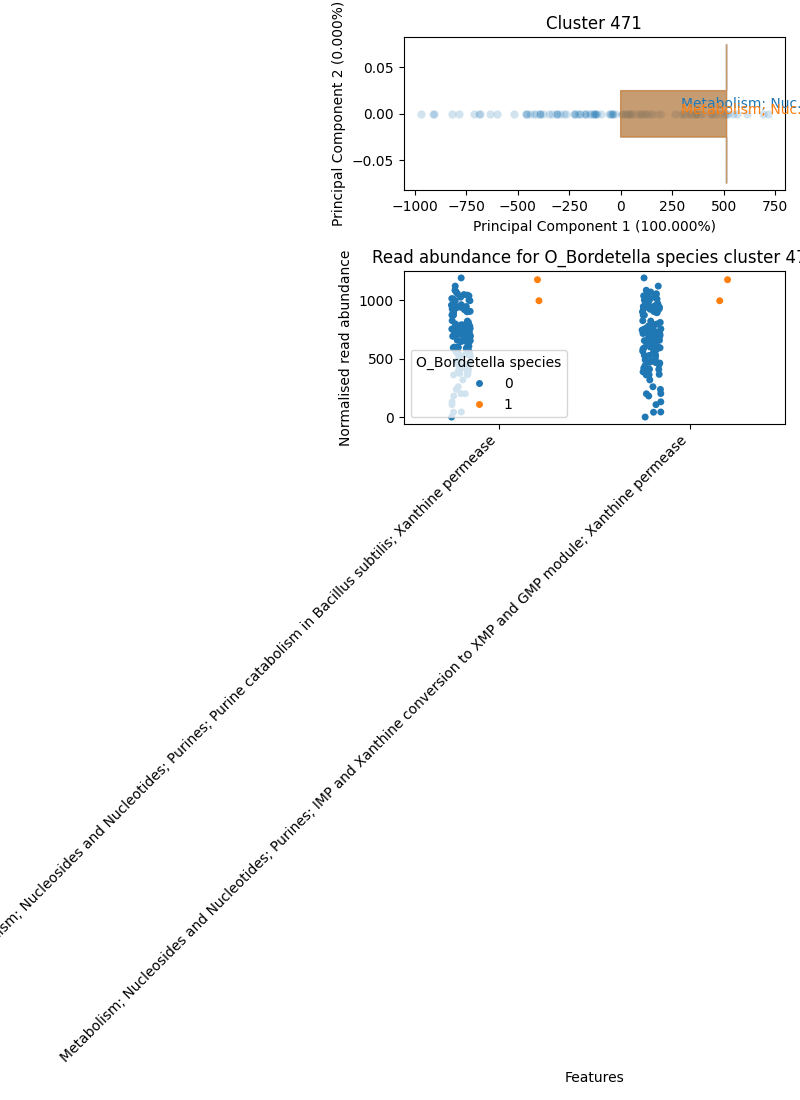 Cluster 471
Principal Component 2 (0.000%)
0.05
0.00
−0.05
Metabolism; Nuc.
Metabolism; Nuc.
−1000
−750
−500
−250
0
250
500
750
Principal Component 1 (100.000%)
Read abundance for O_Bordetella species cluster 47
Normalised read abundance
1000
500
0
O_Bordetella species
0
1
ism; Nucleosides and Nucleotides; Purines; Purine catabolism in Bacillus subtilis; Xanthine permease
Metabolism; Nucleosides and Nucleotides; Purines; IMP and Xanthine conversion to XMP and GMP module; Xanthine permease
Features